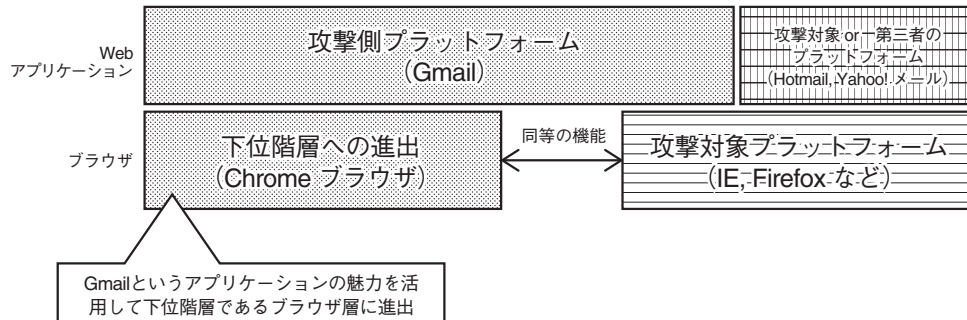 Web
アプリケーション
攻撃側プラットフォーム
（Gmail）
攻撃対象 or 第三者の
プラットフォーム
（Hotmail, Yahoo! メール）
ブラウザ
下位階層への進出
（Chrome ブラウザ）
同等の機能
攻撃対象プラットフォーム
（IE, Firefox など）
Gmailというアプリケーションの魅力を活
用して下位階層であるブラウザ層に進出